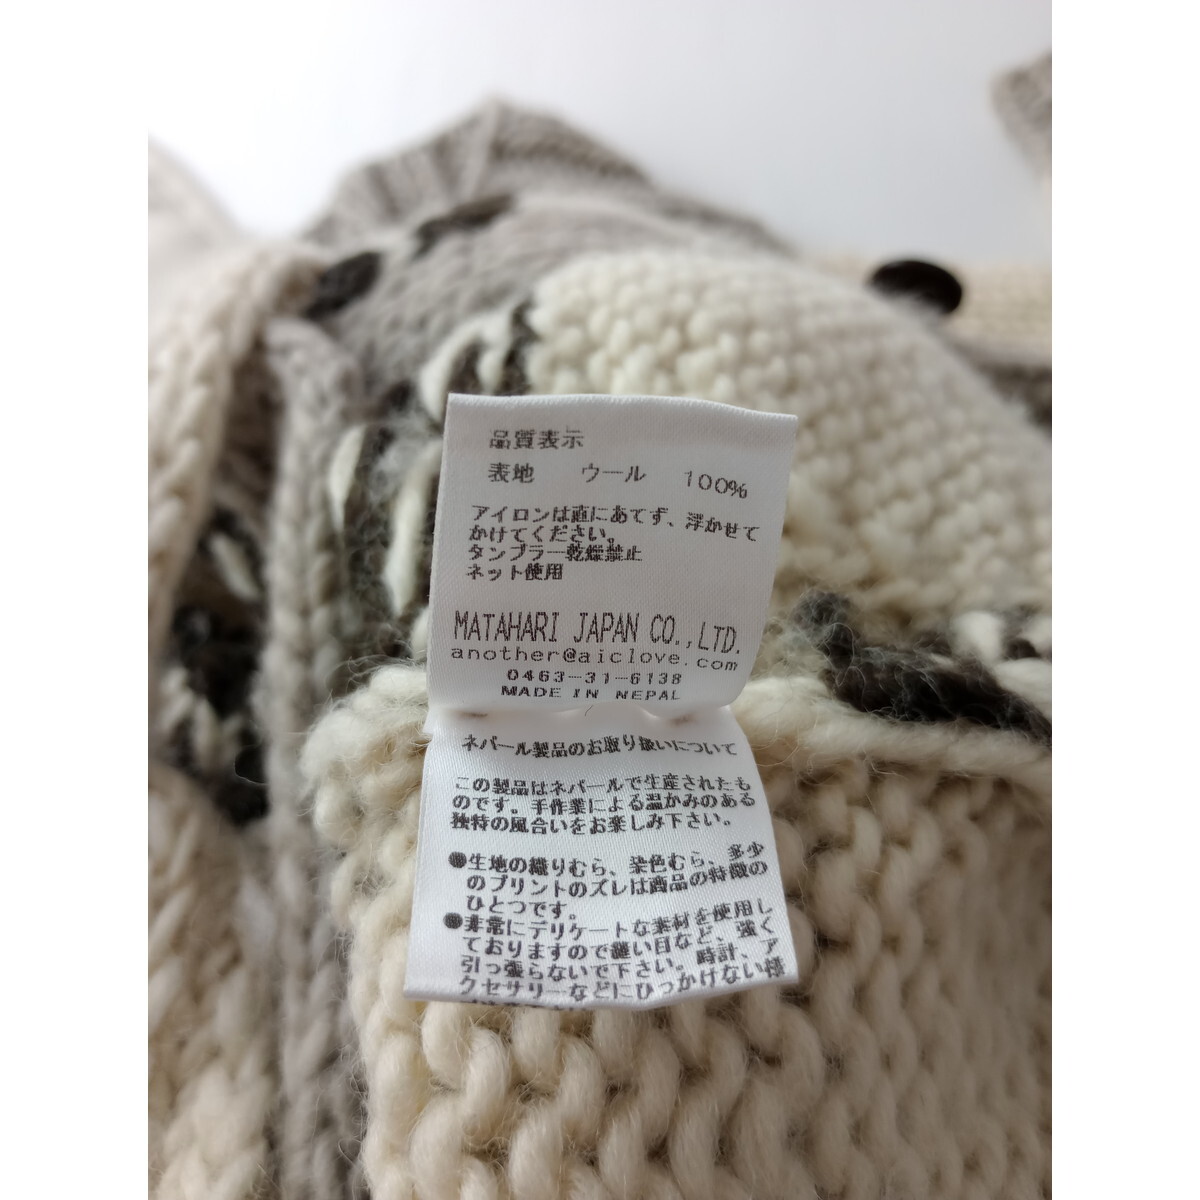 品質表示
表地 ウール 100%
アイロンは直にあてず、浮かせて
かけてください。
タンブラー乾燥禁止
ネット使用
MATAHARI JAPAN CO.,LTD.
another@aiclove.com
0463-31-6138
MADE IN NEPAL
ネパール製品のお取り扱いについて
この製品はネパールで生産されたも
のです。手作業による温かみのある
独特の風合いをお楽しみ下さい。
●生地の織りむら、染色むら、多少
のプリントのズレは商品の特徴の
ひとつです。
●非常にデリケートな素材を使用し
ておりますので縫い目など、強く
引っ張らないで下さい。時計、ア
クセサリーなどにひっかけない様